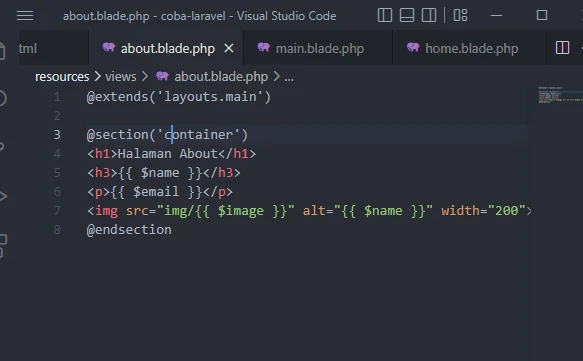 about.blade.php - coba-laravel - Visual Studio Code
tml about.blade.php main.blade.php home.blade.php
resources > views > about.blade.php > ...
1 @extends('layouts.main')
2
3 @section('container')
4 <h1>Halaman About</h1>
5 <h3>{{ $name }}</h3>
6 <p>{{ $email }}</p>
7 <img src="img/{{ $image }}" alt="{{ $name }}" width="200">
8 @endsection